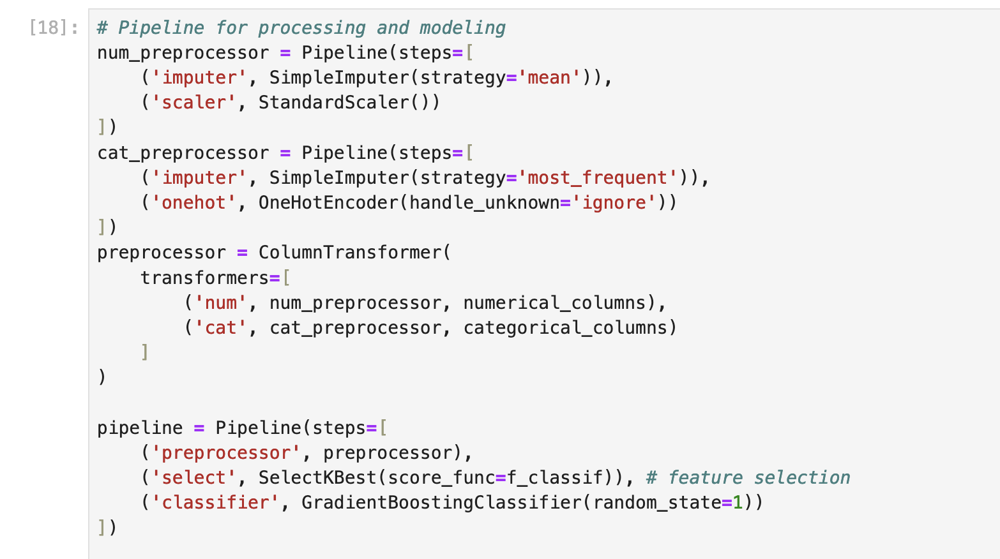 [18]:
# Pipeline for processing and modeling
num_preprocessor = Pipeline(steps=[
    ('imputer', SimpleImputer(strategy='mean')),
    ('scaler', StandardScaler())
])
cat_preprocessor = Pipeline(steps=[
    ('imputer', SimpleImputer(strategy='most_frequent')),
    ('onehot', OneHotEncoder(handle_unknown='ignore'))
])
preprocessor = ColumnTransformer(
    transformers=[
        ('num', num_preprocessor, numerical_columns),
        ('cat', cat_preprocessor, categorical_columns)
    ]
)

pipeline = Pipeline(steps=[
    ('preprocessor', preprocessor),
    ('select', SelectKBest(score_func=f_classif)), # feature selection
    ('classifier', GradientBoostingClassifier(random_state=1))
])